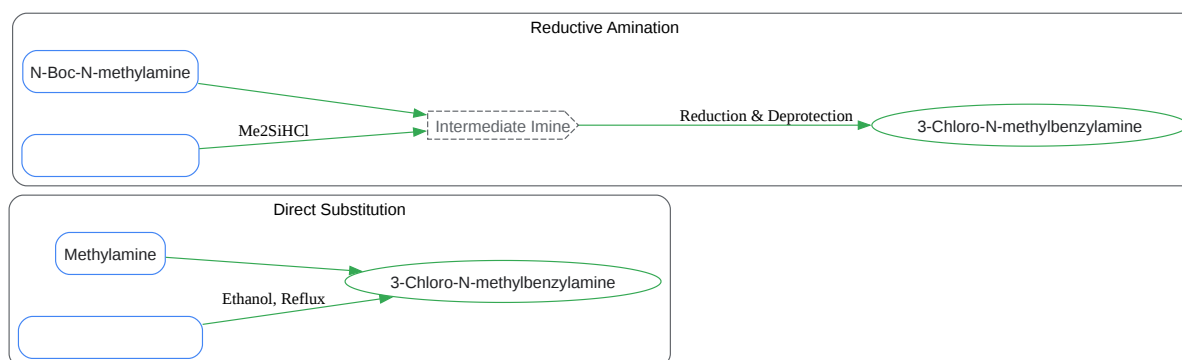 Reductive Amination
N-Boc-N-methylamine
Me2SiHCl
Intermediate Imine
Reduction & Deprotection
3-Chloro-N-methylbenzylamine
Direct Substitution
Methylamine
Ethanol, Reflux
3-Chloro-N-methylbenzylamine